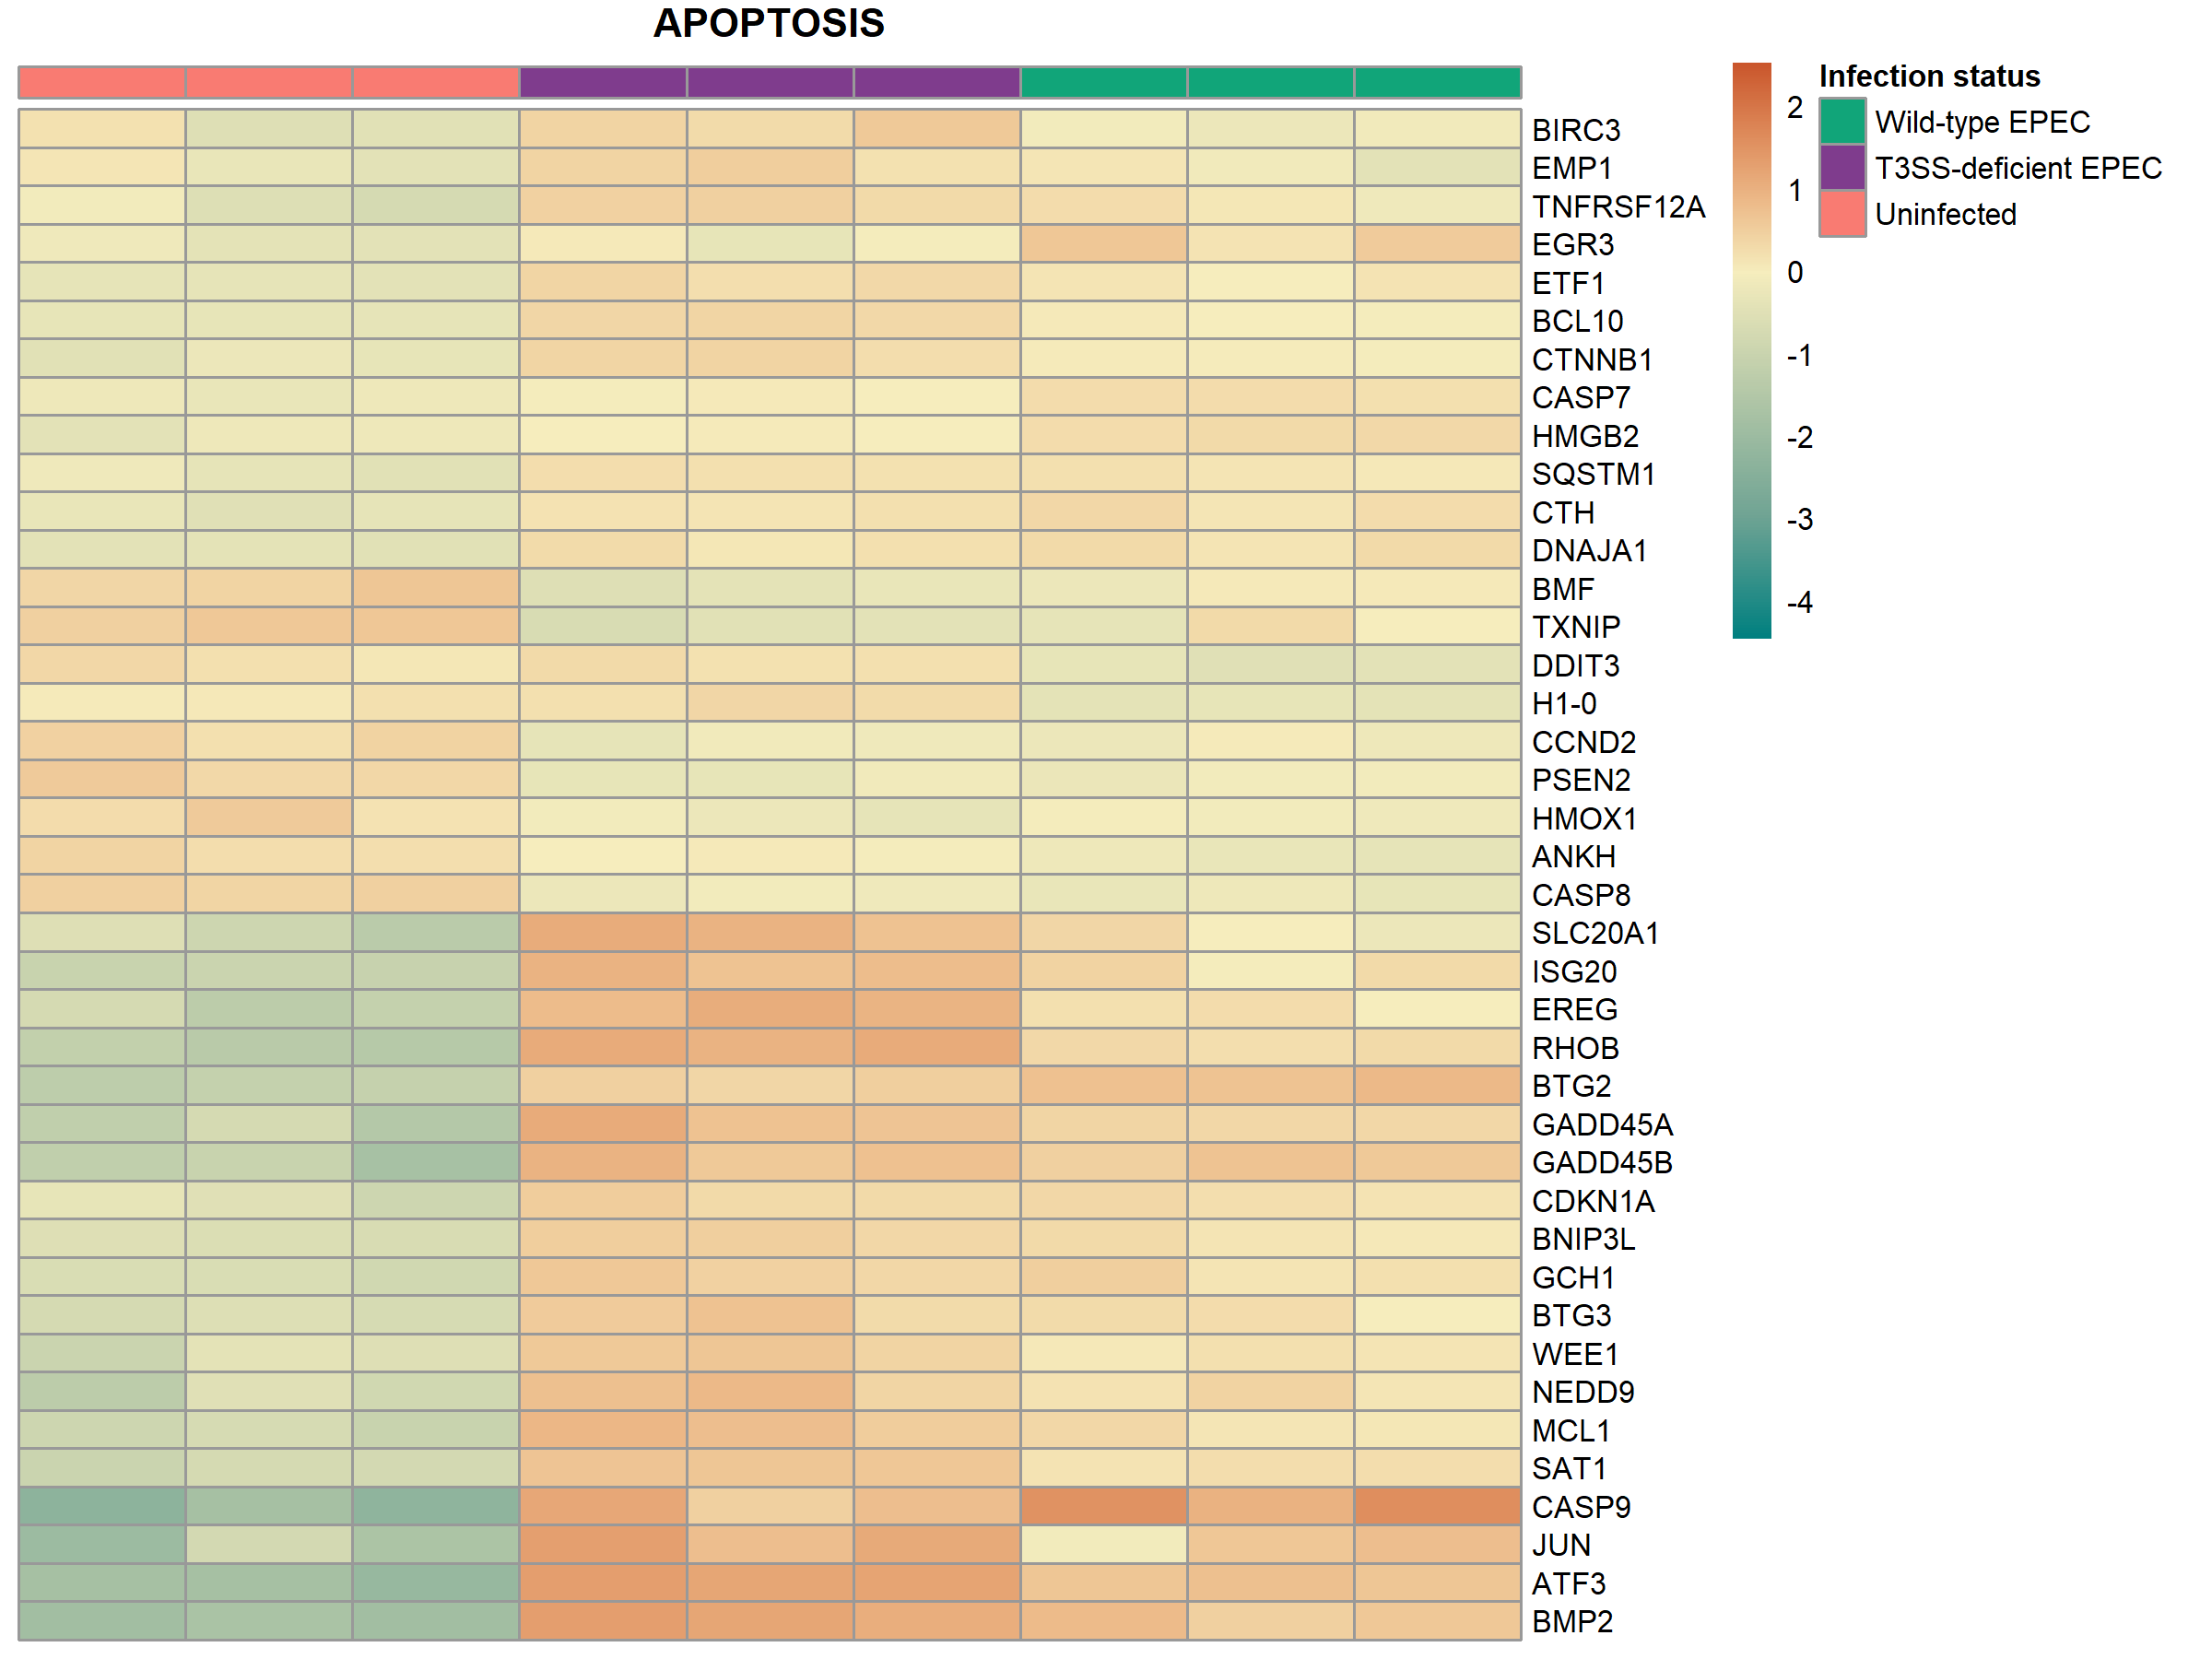 APOPTOSIS
BIRC3
EMP1
TNFRSF12A
EGR3
ETF1
BCL10
CTNNB1
CASP7
HMGB2
SQSTM1
CTH
DNAJA1
BMF
TXNIP
DDIT3
H1-0
CCND2
PSEN2
HMOX1
ANKH
CASP8
SLC20A1
ISG20
EREG
RHOB
BTG2
GADD45A
GADD45B
CDKN1A
BNIP3L
GCH1
BTG3
WEE1
NEDD9
MCL1
SAT1
CASP9
JUN
ATF3
BMP2
2
1
0
-1
-2
-3
-4
Infection status
Wild-type EPEC
T3SS-deficient EPEC
Uninfected